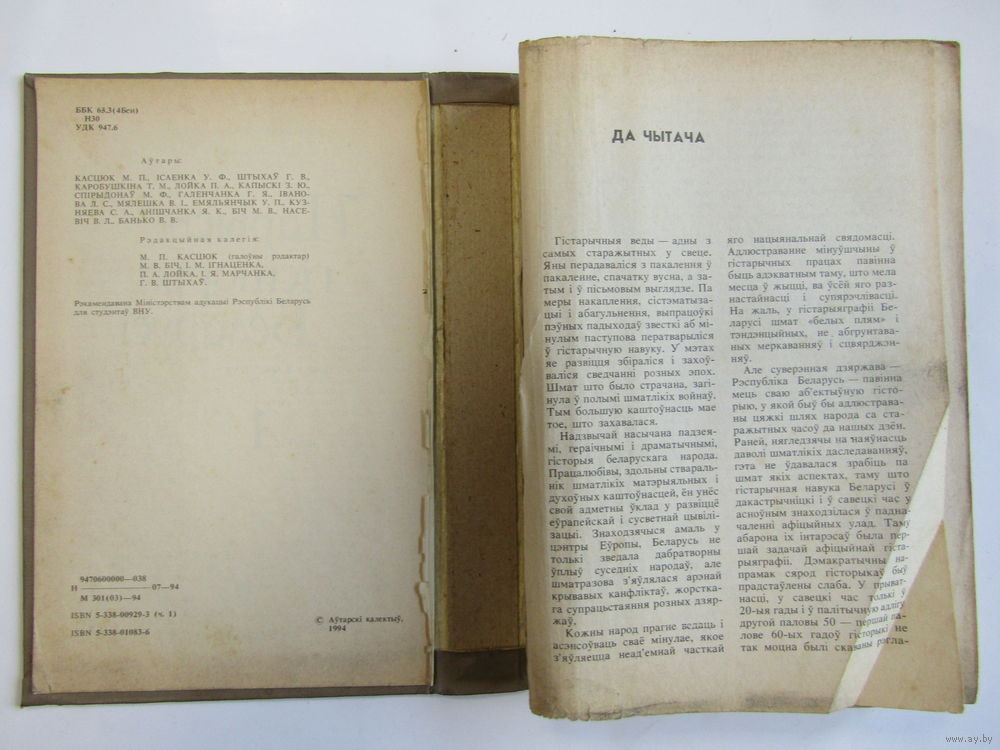 ББК 63.3(4Беи)
Н30
УДК 947.6
Аўтары:
КАСЦЮК М. П., ІСАЕНКА У. Ф., ШТЫХАЎ Г. В.,
КАРОБУШКІНА Т. М., ЛОЙКА П. А., КАПЫСКІ З. Ю.,
СПІРЫДОНАЎ М. Ф., ГАЛЕНЧАНКА Г. Я., ІВАНО-
ВА Л. С., МЯЛЕШКА В. І., ЕМЯЛЬЯНЧЫК У. П., КУЗ-
НЯЕВА С. А., АНІШЧАНКА Я. К., БІЧ М. В., НАСЕ-
ВІЧ В. Л., БАНЬКО В. В.
Рэдакцыйная калегія:
М. П. КАСЦЮК (галоўны рэдактар)
М. В. БІЧ, І. М. ІГНАЦЕНКА,
П. А. ЛОЙКА, І. Я. МАРЧАНКА,
Г. В. ШТЫХАЎ.
Рэкамендавана Міністэрствам адукацыі Рэспублікі Беларусь
для студэнтаў ВНУ.
9470600000—038
Н 07—94
М 301(03)—94
ISBN 5-338-00929-3 (ч. 1)
ISBN 5-338-01083-6
© Аўтарскі калектыў,
1994
ДА ЧЫТАЧА
Гістарычныя веды — адны з
самых старажытных у свеце.
Яны перадаваліся з пакалення ў
пакаленне, спачатку вусна, а за-
тым і ў пісьмовым выглядзе. Па
меры накаплення, сістэматыза-
цыі і абагульнення, выпрацоўкі
пэўных падыходаў звесткі аб мі-
нулым паступова ператварыліся
ў гістарычную навуку. У мэтах
яе развіцця збіраліся і захоў-
валіся сведчанні розных эпох.
Шмат што было страчана, загі-
нула ў полымі шматлікіх войнаў.
Тым большую каштоўнасць мае
тое, што захавалася.
Надзвычай насычана падзея-
мі, гераічнымі і драматычнымі,
гісторыя беларускага народа.
Працалюбівы, здольны ствараль-
нік шматлікіх матэрыяльных і
духоўных каштоўнасцей, ён унёс
свой адметны ўклад у развіццё
еўрапейскай і сусветнай цывілі-
зацыі. Знаходзячыся амаль у
цэнтры Еўропы, Беларусь не
толькі зведала дабратворны
ўплыў суседніх народаў, але
шматразова з'яўлялася арэнай
крывавых канфліктаў, жорстка-
га супрацьстаяння розных дзяр-
жаў.
Кожны народ прагне ведаць і
асэнсоўваць сваё мінулае, якое
з'яўляецца неад'емнай часткай
яго нацыянальнай свядомасці.
Адлюстраванне мінуўшчыны ў
гістарычных працах павінна
быць адэкватным таму, што мела
месца ў жыцці, ва ўсёй яго раз-
настайнасці і супярэчлівасці.
На жаль, у гістарыяграфіі Бе-
ларусі шмат «белых плям» і
тэндэнцыйных, не абгрунтава-
ных меркаванняў і сцвярджэн-
няў.
Але суверэнная дзяржава —
Рэспубліка Беларусь — павінна
мець сваю аб'ектыўную гісто-
рыю, у якой быў бы адлюстрава-
ны цяжкі шлях народа са ста-
ражытных часоў да нашых дзён.
Раней, нягледзячы на наяўнасць
даволі шматлікіх даследаванняў,
гэта не ўдавалася зрабіць па
шмат якіх аспектах, таму што
гістарычная навука Беларусі ў
дакастрычніцкі і ў савецкі час у
асноўным знаходзілася ў падна-
чаленні афіцыйных улад. Таму
абарона іх інтарэсаў была пер-
шай задачай афіцыйнай гіста-
рыяграфіі. Дэмакратычны на-
прамак сярод гісторыкаў быў
прадстаўлены слаба. У прыват-
насці, у савецкі час толькі ў
20-ыя гады і ў палітычную адлігу
другой паловы 50 — першай па-
лове 60-ых гадоў гісторыкі не
так моцна былі скаваны рэгла-
www.ay.by